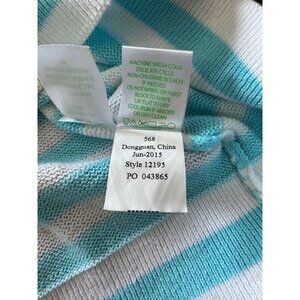 MACHINE WASH COLD
DELICATE CYCLE
NON-CHLORINE BLEACH
IF NEEDED
DO NOT WRING OR TWIST
BLOCK TO SHAPE
LAY FLAT TO DRY
COOL IRON IF NEEDED
OR DRY CLEAN
568
Dongguan, China
Jun-2015
Style 12195
PO 043865